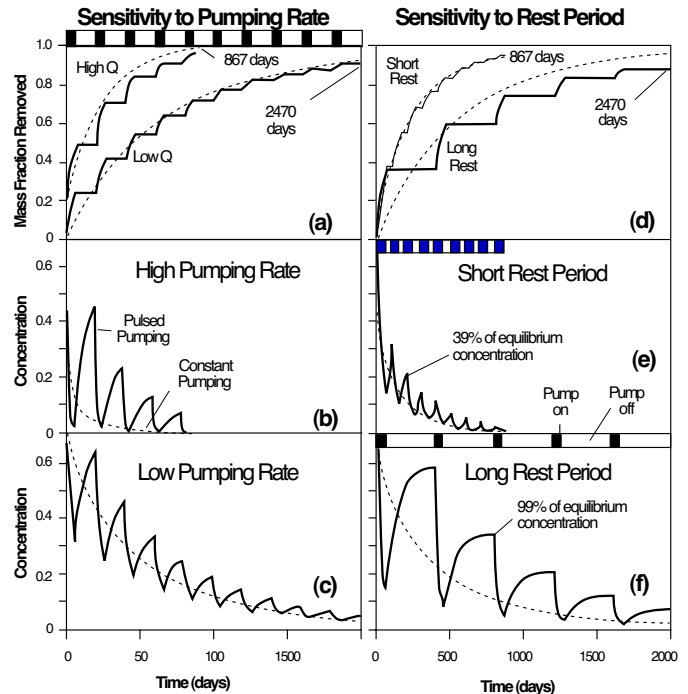 Sensitivity to Pumping Rate
Sensitivity to Rest Period
1.0
0.8
0.6
0.4
0.2
0
Mass Fraction Removed
High Q
867 days
2470
days
Low Q
(a)
Short
Rest
867 days
2470
days
Long
Rest
(d)
0.6
0.4
0.2
0
Concentration
High Pumping Rate
Pulsed
Pumping
Constant
Pumping
(b)
Short Rest Period
39% of equilibrium
concentration
(e)
Pump
on
Pump
off
0.6
0.4
0.2
0
Concentration
Low Pumping Rate
(c)
Long Rest Period
99% of equilibrium
concentration
(f)
0
50
100
1500
Time (days)
0
500
1000
1500
2000
Time (days)